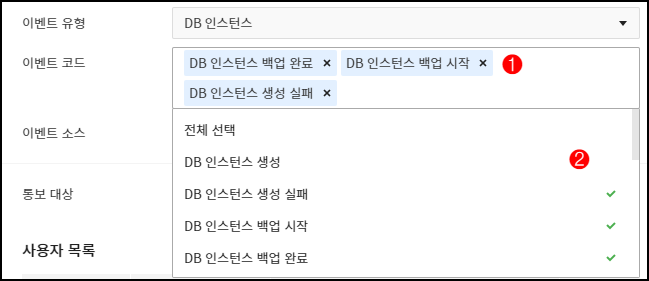 이벤트 유형
DB 인스턴스
이벤트 코드
DB 인스턴스 백업 완료 × DB 인스턴스 백업 시작 × 1
DB 인스턴스 생성 실패 ×
이벤트 소스
전체 선택
DB 인스턴스 생성 2
통보 대상
DB 인스턴스 생성 실패
DB 인스턴스 백업 시작
사용자 목록
DB 인스턴스 백업 완료